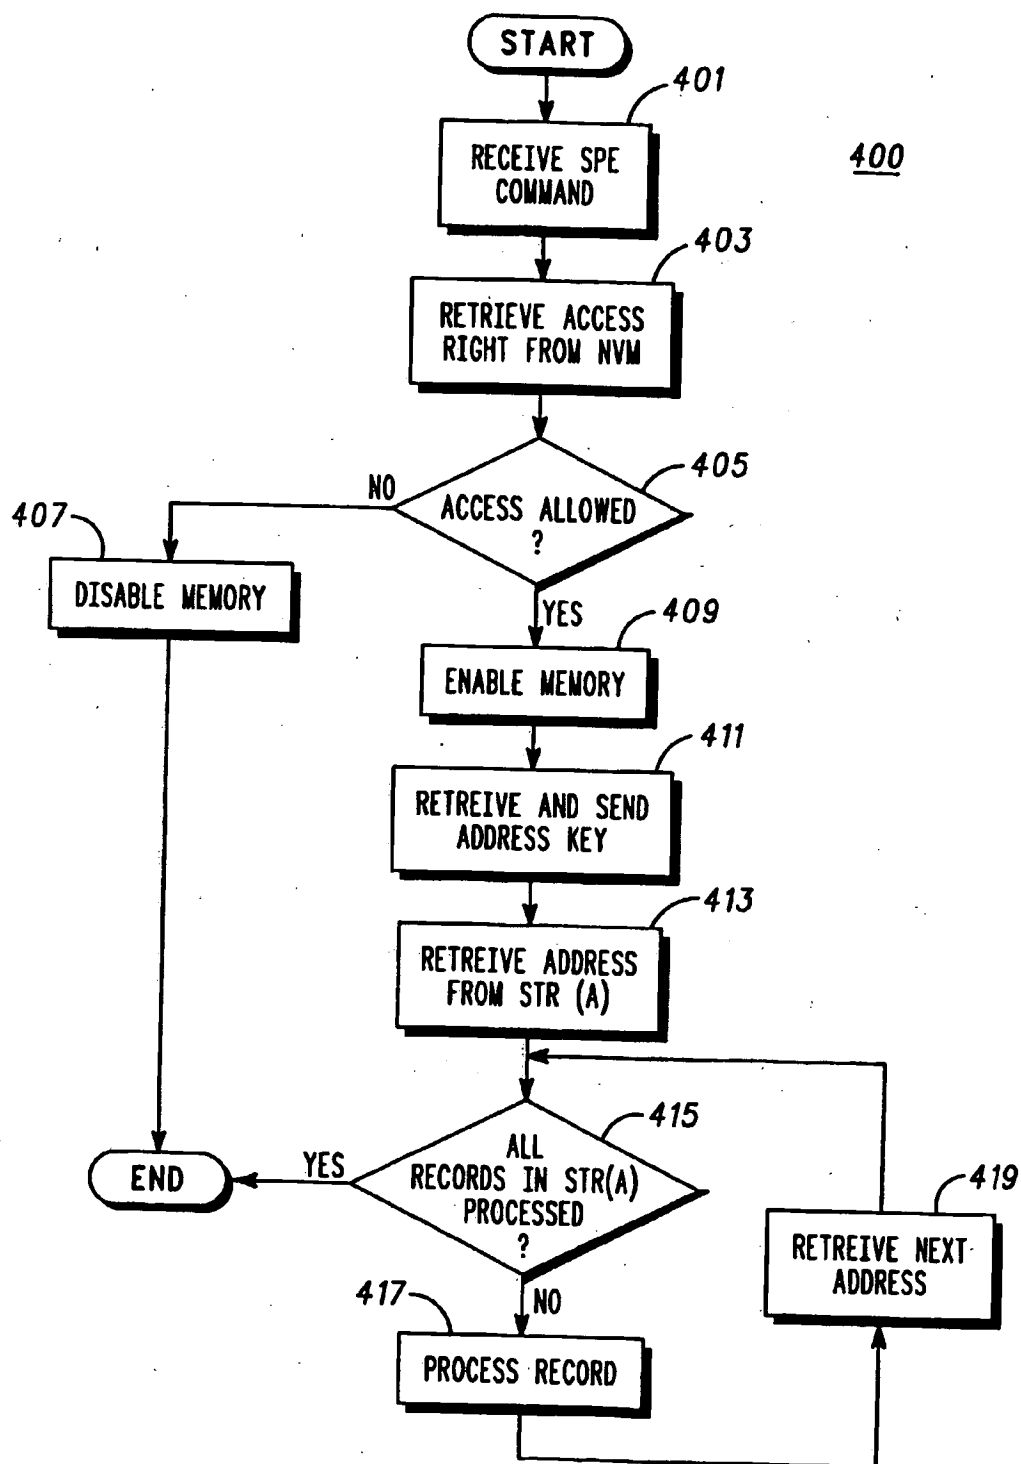 START
401
400
RECEIVE SPE
COMMAND
403
RETRIEVE ACCESS
RIGHT FROM NVM
405
NO
ACCESS ALLOWED
?
407
DISABLE MEMORY
YES
409
ENABLE MEMORY
411
RETREIVE AND SEND
ADDRESS KEY
413
RETREIVE ADDRESS
FROM STR (A)
415
ALL
RECORDS IN STR(A)
PROCESSED
?
YES
END
419
RETREIVE NEXT
ADDRESS
417
NO
PROCESS RECORD